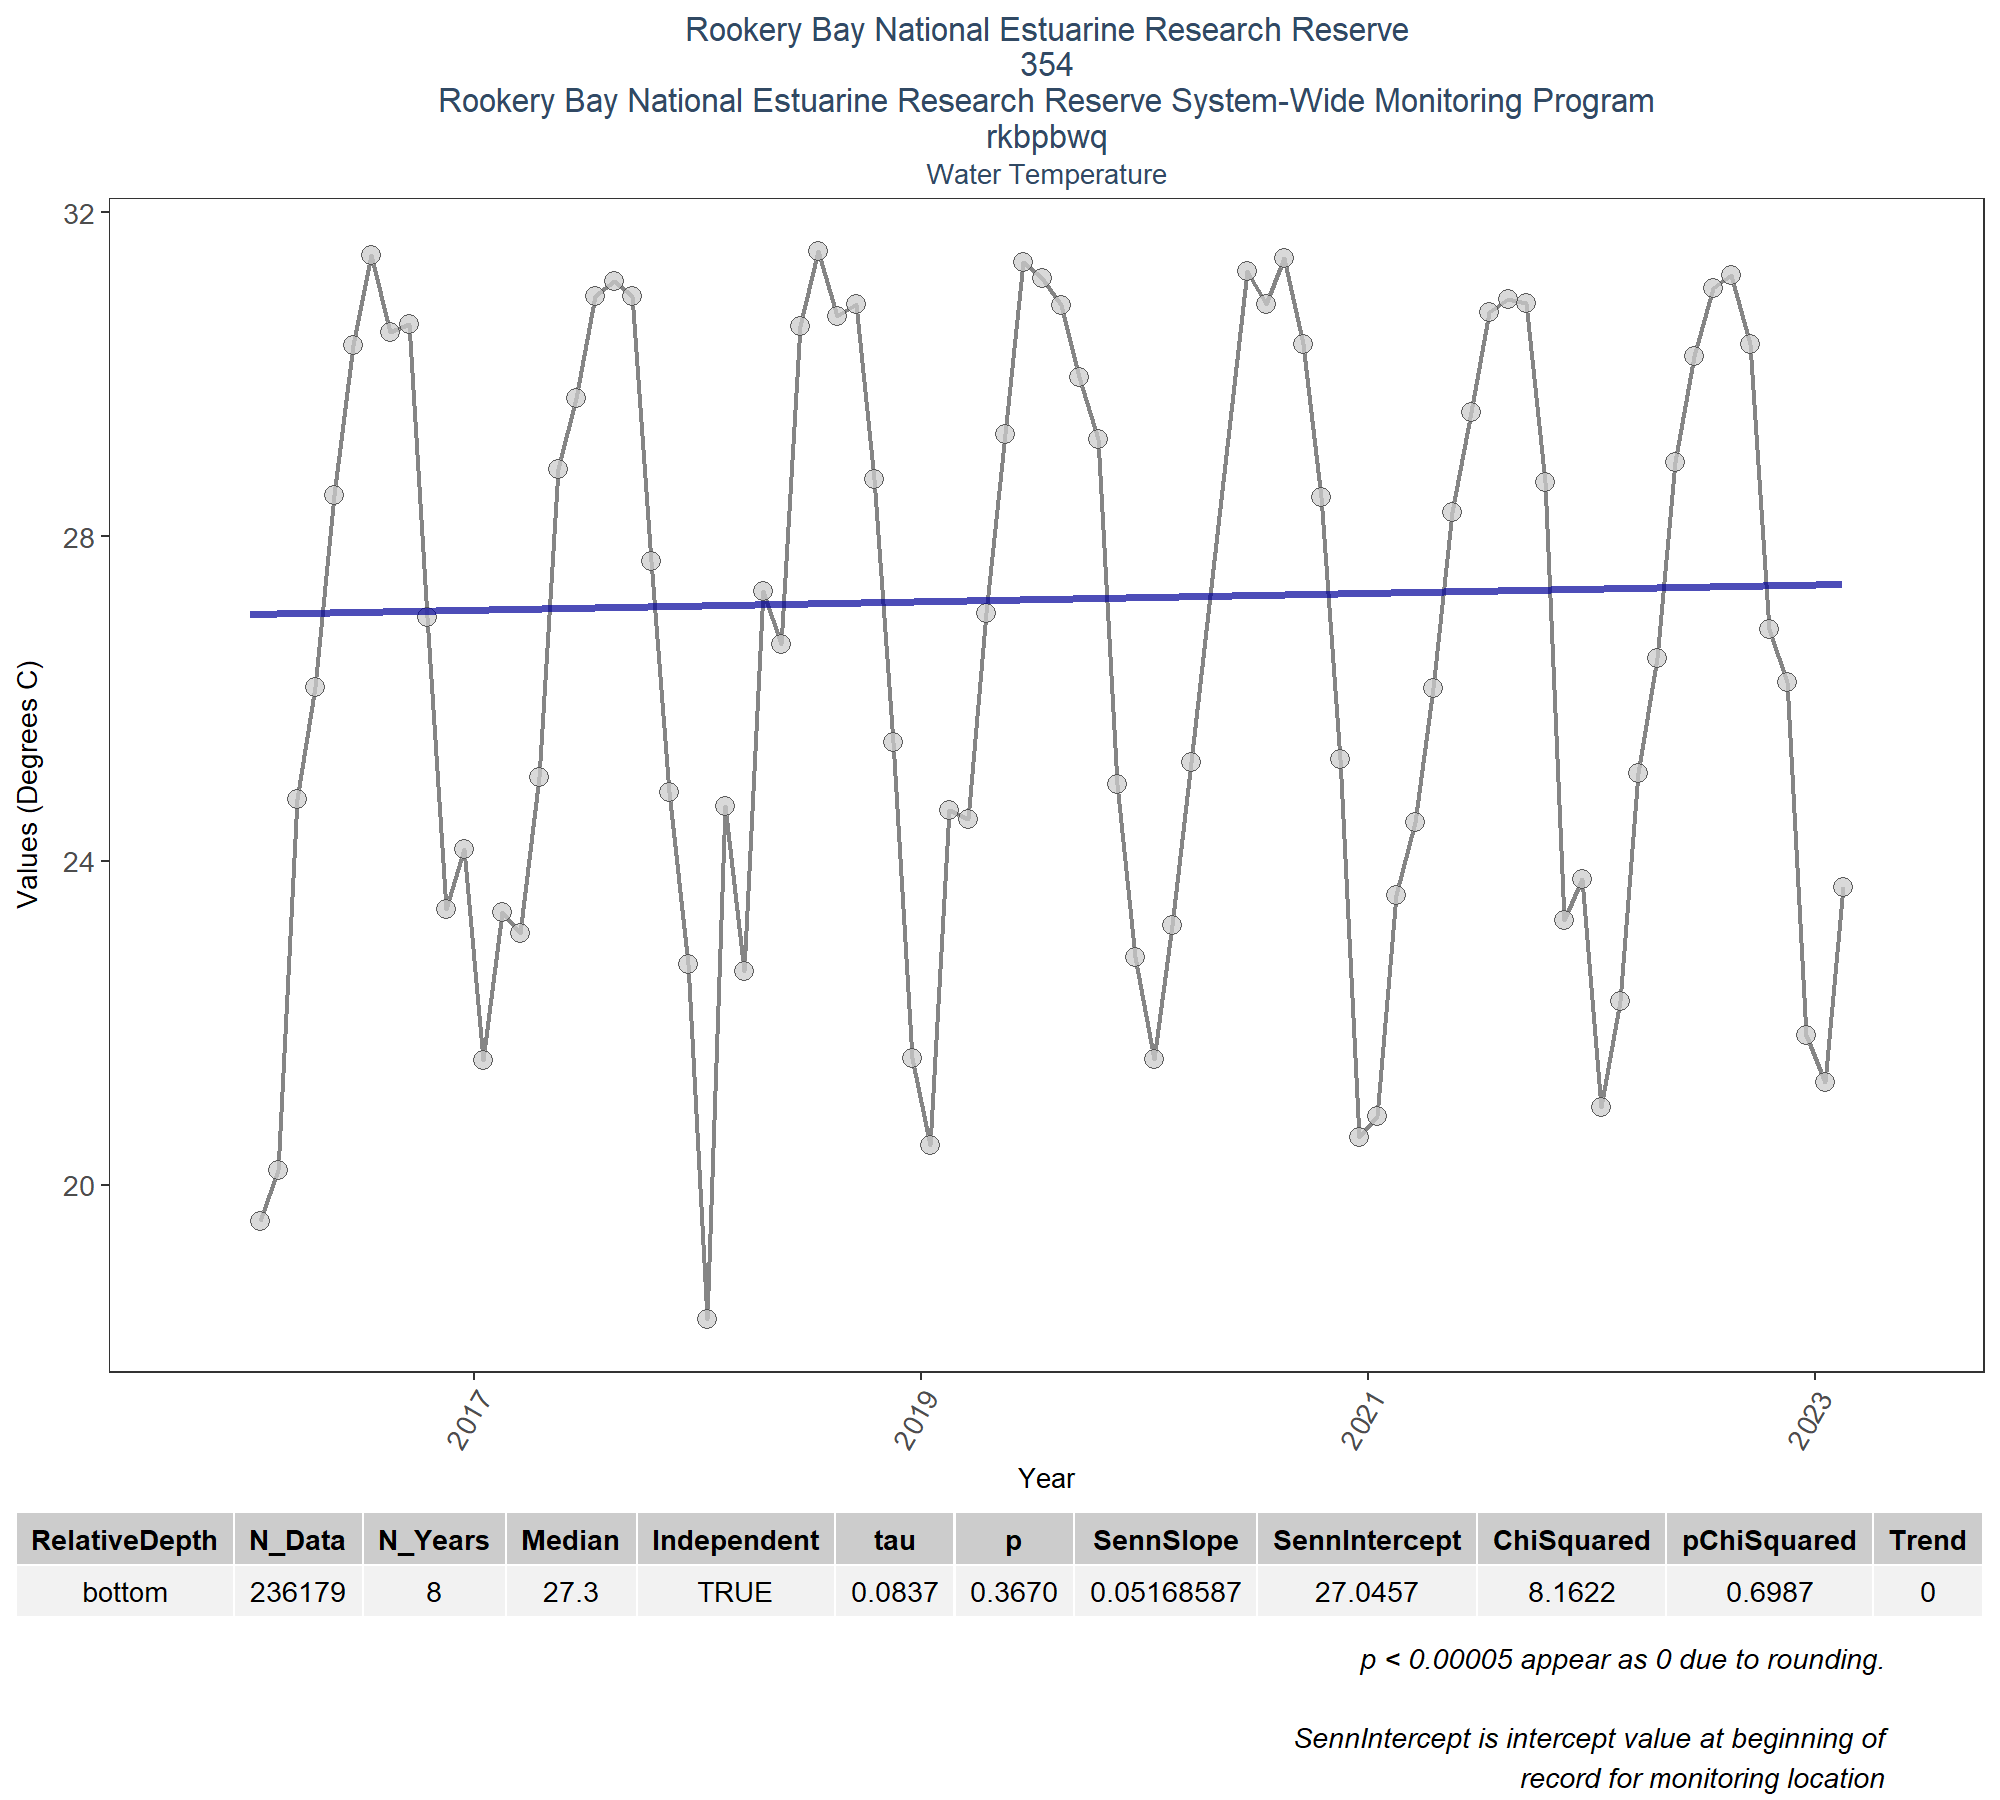 Rookery Bay National Estuarine Research Reserve
354
Rookery Bay National Estuarine Research Reserve System-Wide Monitoring Program
rkbpbwq
Water Temperature
32
28
24
20
Values (Degrees C)
2017
2019
2021
2023
Year
RelativeDepth N_Data N_Years Median Independent tau p SennSlope SennIntercept ChiSquared pChiSquared Trend
bottom 236179 8 27.3 TRUE 0.0837 0.3670 0.05168587 27.0457 8.1622 0.6987 0
p < 0.00005 appear as 0 due to rounding.
SennIntercept is intercept value at beginning of
record for monitoring location